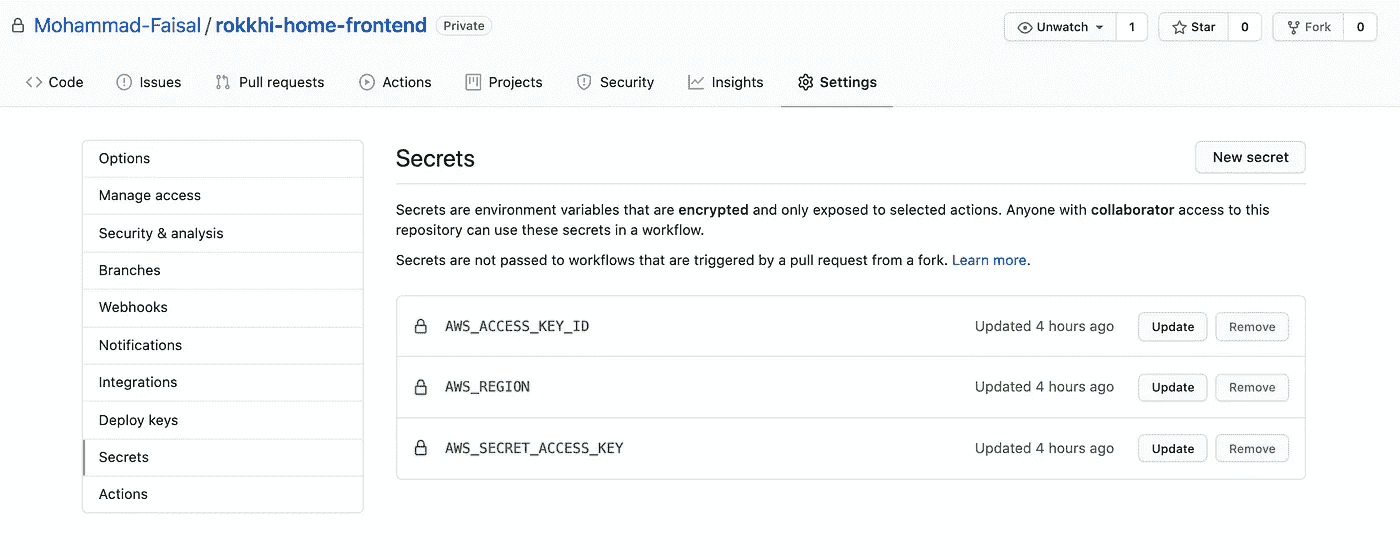 Mohammad-Faisal / rokkhi-home-frontend Private Unwatch 1 Star 0 Fork 0
Code Issues Pull requests Actions Projects Security Insights Settings
Options
Manage access
Security & analysis
Branches
Webhooks
Notifications
Integrations
Deploy keys
Secrets
Actions
Secrets New secret
Secrets are environment variables that are encrypted and only exposed to selected actions. Anyone with collaborator access to this
repository can use these secrets in a workflow.
Secrets are not passed to workflows that are triggered by a pull request from a fork. Learn more.
AWS_ACCESS_KEY_ID Updated 4 hours ago Update Remove
AWS_REGION Updated 4 hours ago Update Remove
AWS_SECRET_ACCESS_KEY Updated 4 hours ago Update Remove